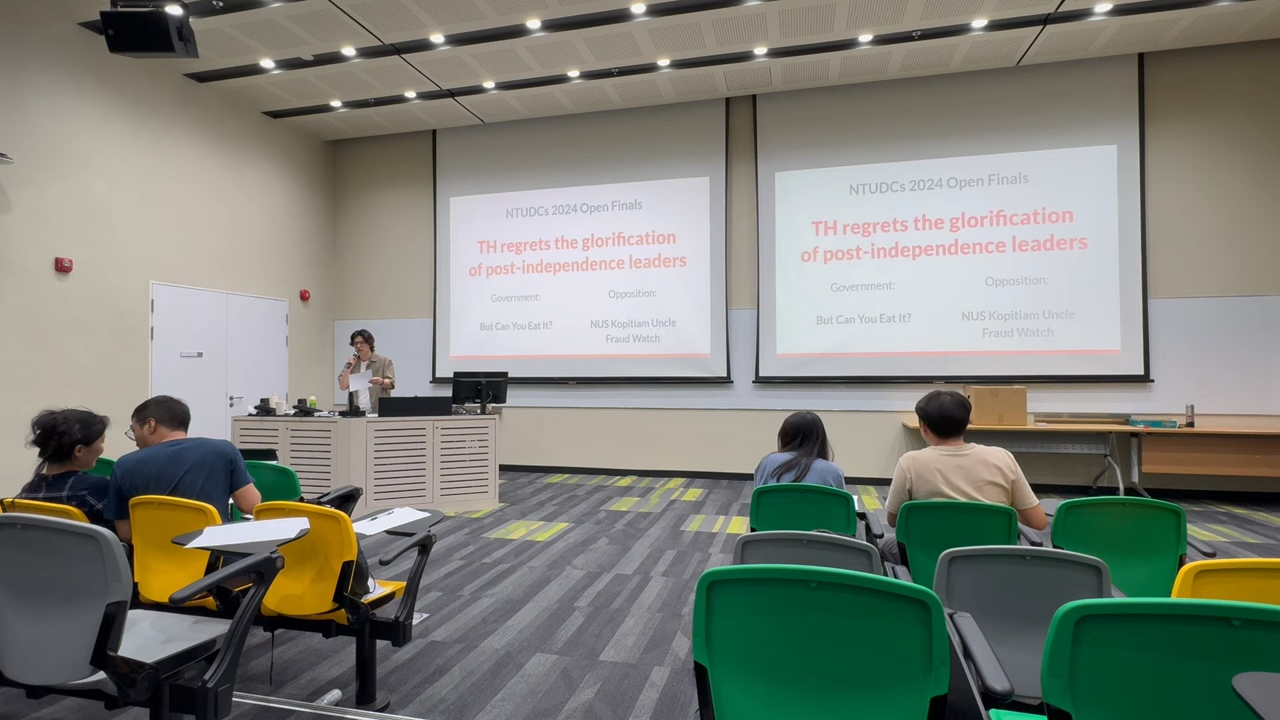 NTUDCs 2024 Open Finals
TH regrets the glorification
of post-independence leaders
Government:
Opposition:
But Can You Eat It?
NUS Kopitiam Uncle
Fraud Watch
NTUDCs 2024 Open Finals
TH regrets the glorification
of post-independence leaders
Government:
Opposition:
But Can You Eat It?
NUS Kopitiam Uncle
Fraud Watch